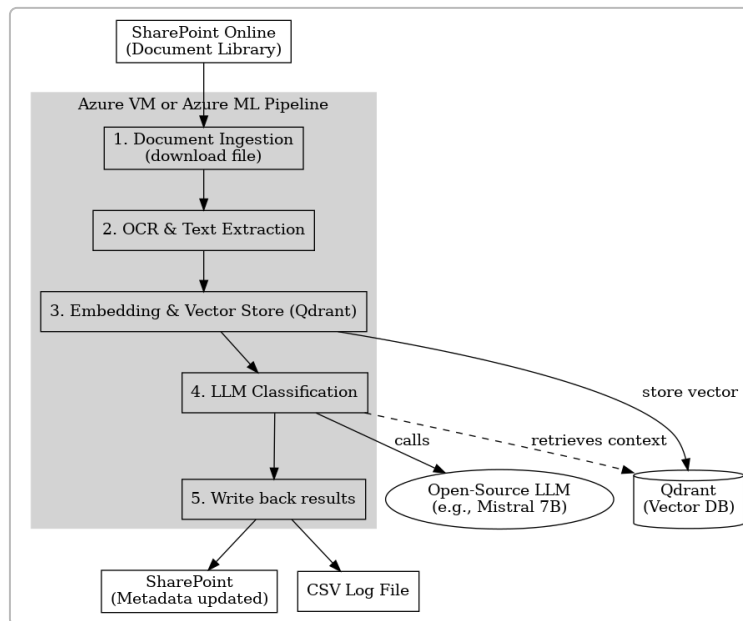 SharePoint Online
(Document Library)
Azure VM or Azure ML Pipeline
1. Document Ingestion
(download file)
2. OCR & Text Extraction
3. Embedding & Vector Store (Qdrant)
4. LLM Classification
store vector
calls
retrieves context
5. Write back results
Open-Source LLM
(e.g., Mistral 7B)
Qdrant
(Vector DB)
SharePoint
(Metadata updated)
CSV Log File